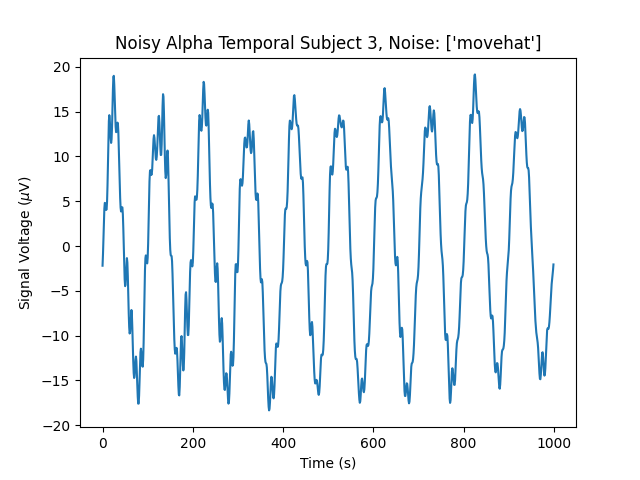 Noisy Alpha Temporal Subject 3, Noise: ['movehat']
20
15
10
5
0
−5
−10
−15
−20
Signal Voltage (μV)
0 200 400 600 800 1000
Time (s)